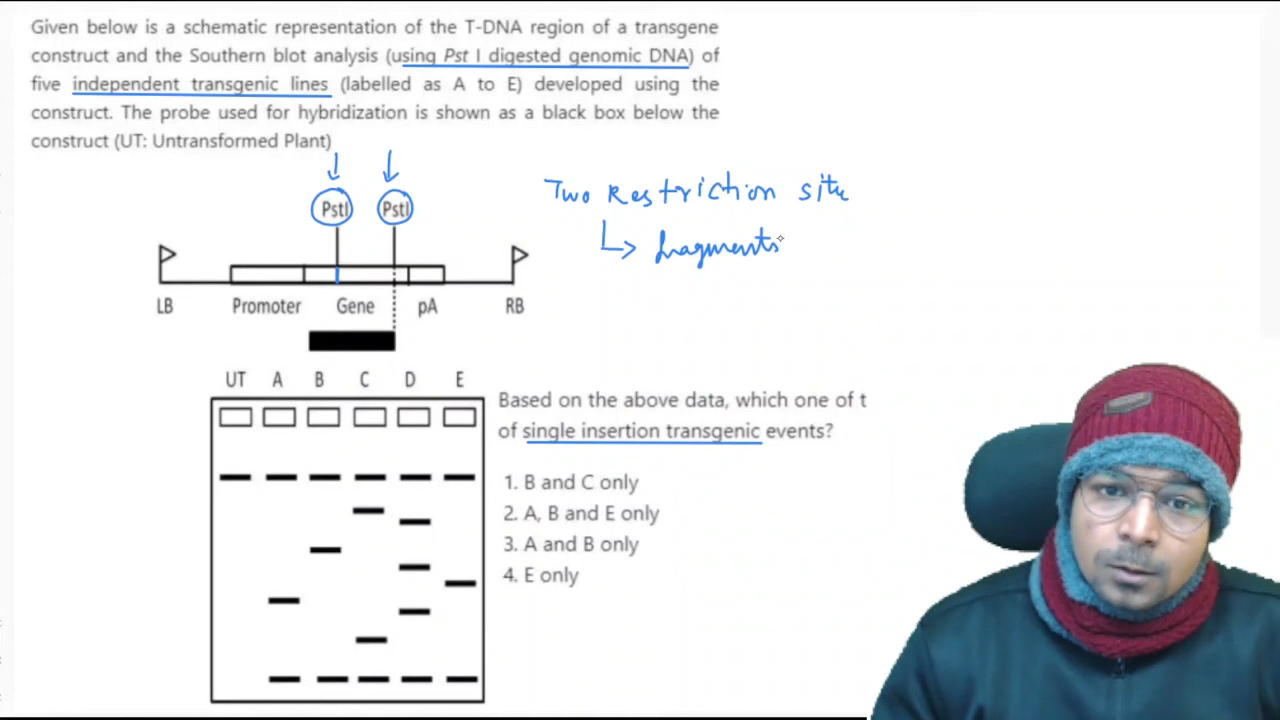 Given below is a schematic representation of the T-DNA region of a transgene
construct and the Southern blot analysis (using Pst I digested genomic DNA) of
five independent transgenic lines (labelled as A to E) developed using the
construct. The probe used for hybridization is shown as a black box below the
construct (UT: Untransformed Plant)
PstI PstI
Two Restriction site
fragments
LB Promoter Gene pA RB
UT A B C D E
Based on the above data, which one of t
of single insertion transgenic events?
1. B and C only
2. A, B and E only
3. A and B only
4. E only